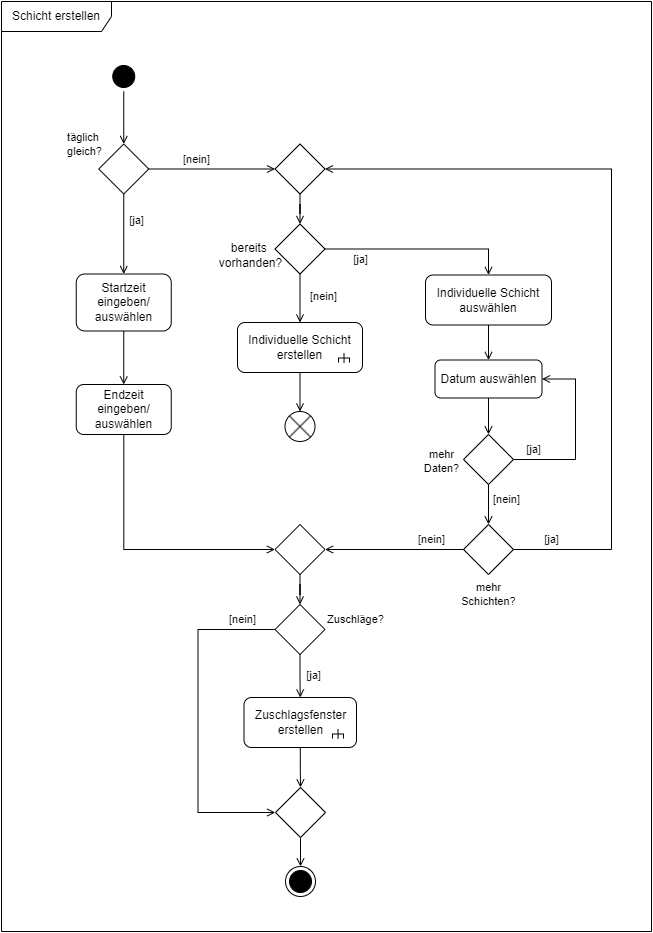 Schicht erstellen
täglich
gleich?
[nein]
[ja]
bereits
vorhanden?
[ja]
[nein]
Startzeit
eingeben/
auswählen
Individuelle Schicht
auswählen
Individuelle Schicht
erstellen
Datum auswählen
Endzeit
eingeben/
auswählen
mehr
Daten?
[ja]
[nein]
[nein]
[ja]
mehr
Schichten?
[nein]
Zuschläge?
[ja]
Zuschlagsfenster
erstellen